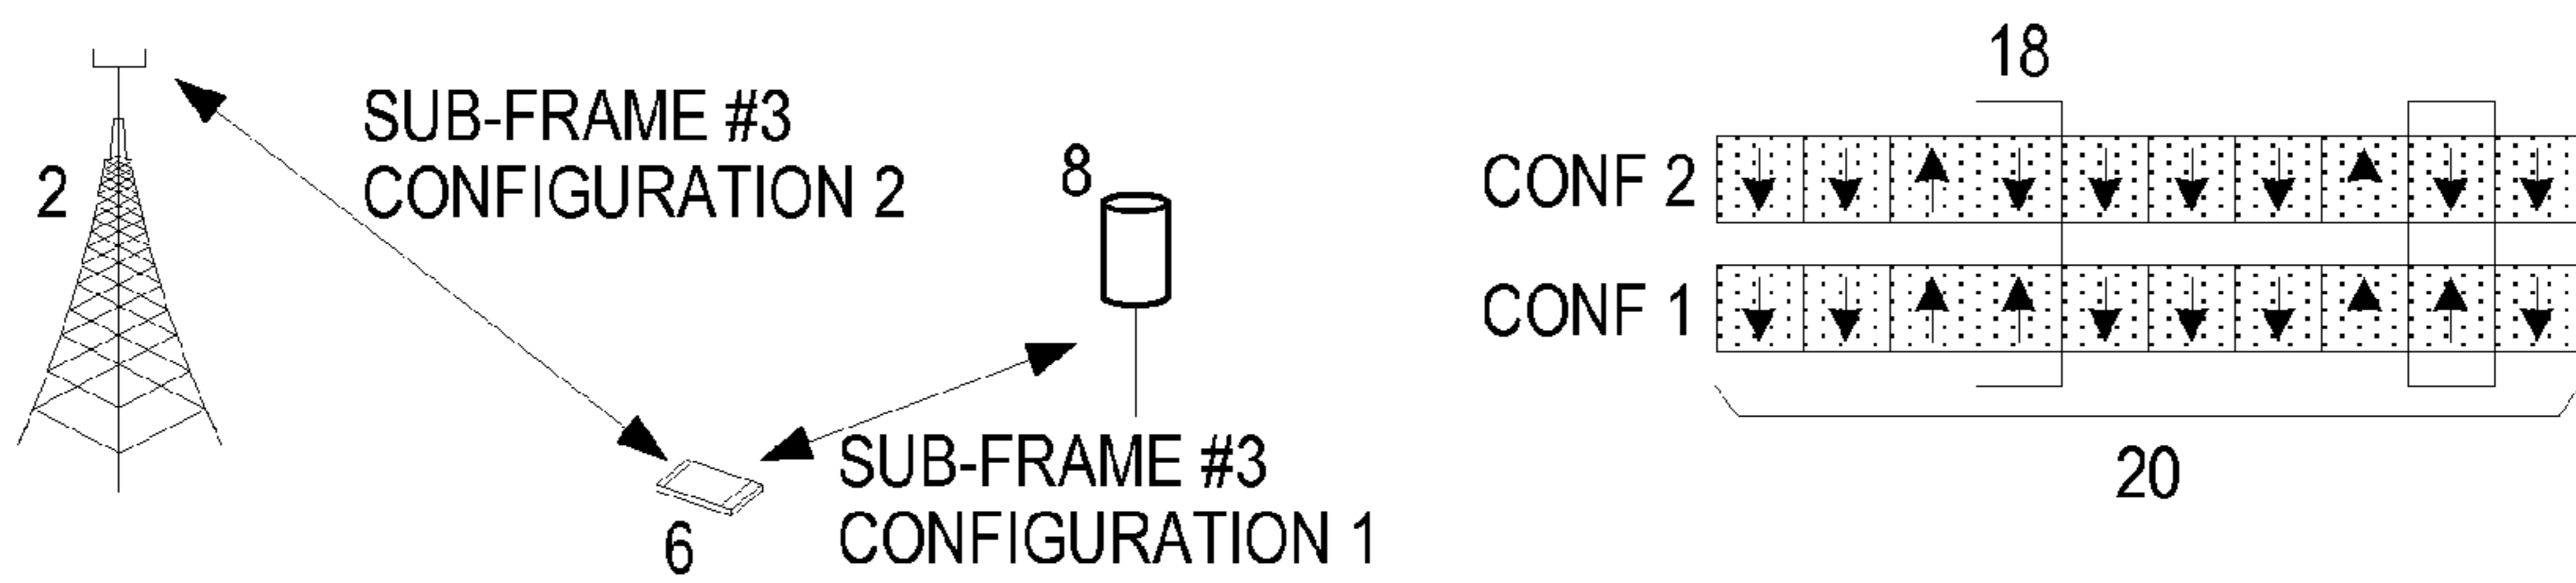 2
SUB-FRAME #3
CONFIGURATION 2
8
6
SUB-FRAME #3
CONFIGURATION 1
18
CONF 2
CONF 1
20